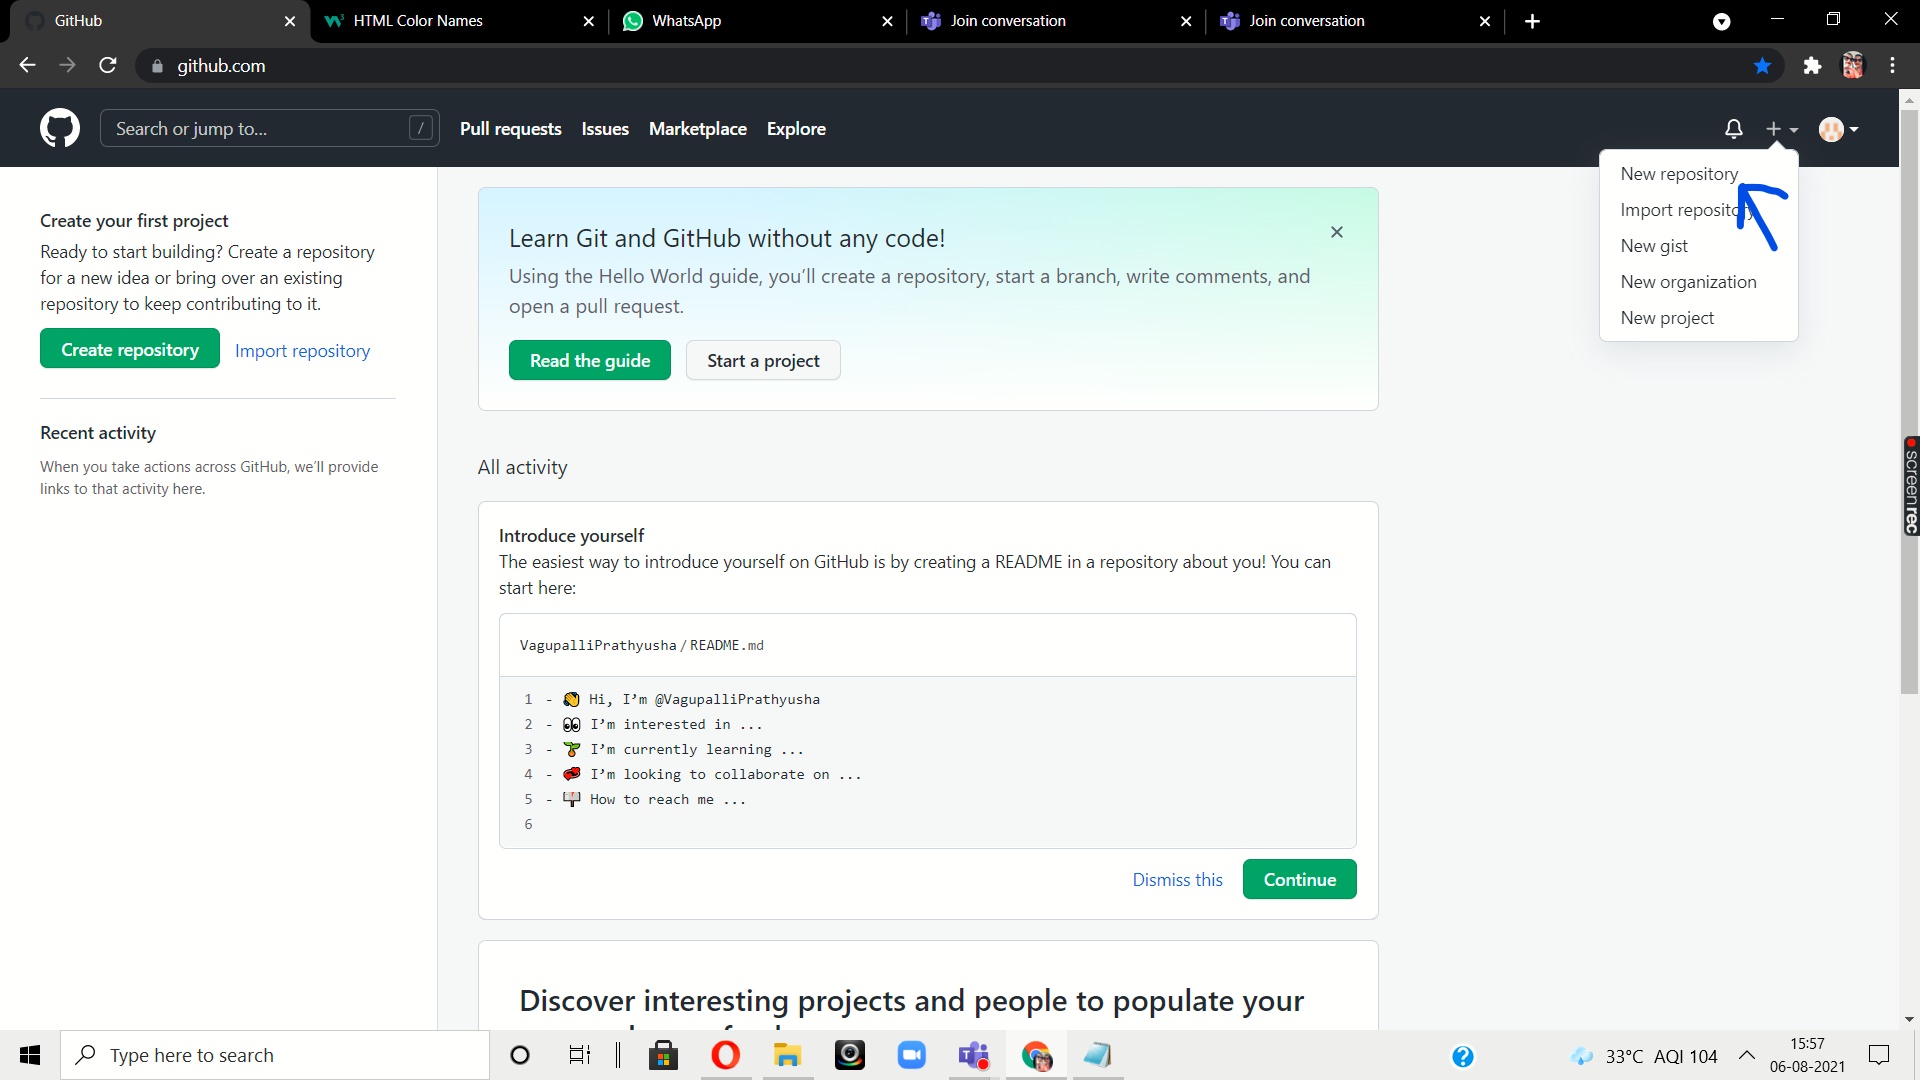 GitHub
HTML Color Names
WhatsApp
Join conversation
Join conversation
github.com
Search or jump to...
/
Pull requests
Issues
Marketplace
Explore
New repository
Import repository
New gist
New organization
New project
Create your first project
Ready to start building? Create a repository
for a new idea or bring over an existing
repository to keep contributing to it.
Create repository
Import repository
Recent activity
When you take actions across GitHub, we'll provide
links to that activity here.
Learn Git and GitHub without any code!
Using the Hello World guide, you'll create a repository, start a branch, write comments, and
open a pull request.
Read the guide
Start a project
All activity
Introduce yourself
The easiest way to introduce yourself on GitHub is by creating a README in a repository about you! You can
start here:
VagupalliPrathyusha / README.md
1 - 👋 Hi, I'm @VagupalliPrathyusha
2 - 👀 I'm interested in ...
3 - 🌱 I'm currently learning ...
4 - 💞️ I'm looking to collaborate on ...
5 - 📫 How to reach me ...
6
Dismiss this
Continue
Discover interesting projects and people to populate your
screenrec
Type here to search
33°C AQI 104
15:57
06-08-2021